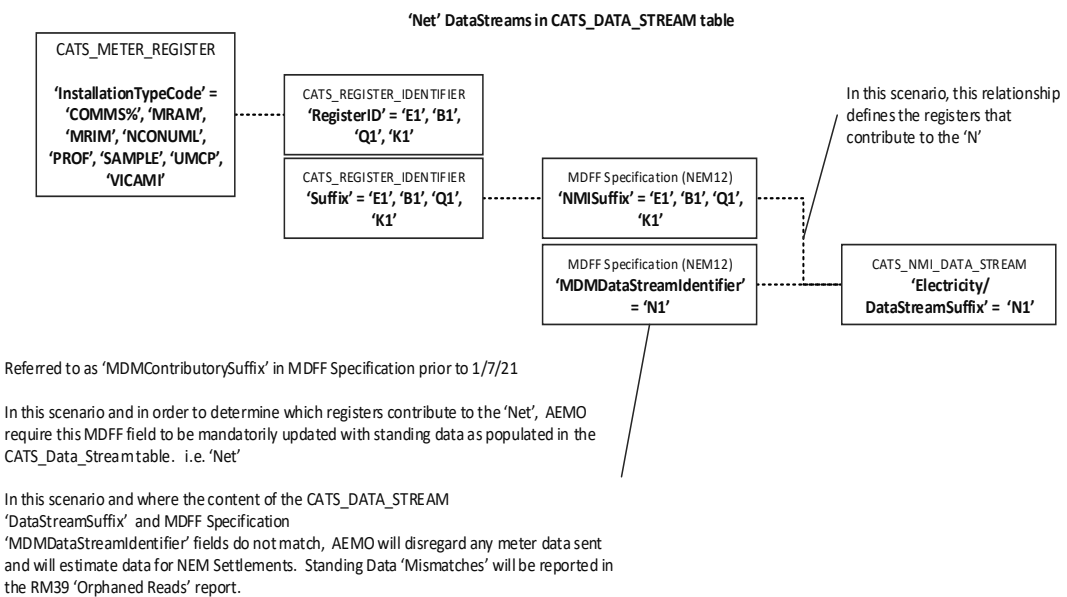 ‘Net’ DataStreams in CATS_DATA_STREAM table
CATS_METER_REGISTER
‘InstallationTypeCode’ =
‘COMMS%’, ‘MRAM’,
‘MRIM’, ‘NCONUML’,
‘PROF’, ‘SAMPLE’, ‘UMCP’,
‘VICAMI’
CATS_REGISTER_IDENTIFIER
‘RegisterID’ = ‘E1’, ‘B1’,
‘Q1’, ‘K1’
CATS_REGISTER_IDENTIFIER
‘Suffix’ = ‘E1’, ‘B1’, ‘Q1’,
‘K1’
MDFF Specification (NEM12)
‘NMISuffix’ = ‘E1’, ‘B1’, ‘Q1’,
‘K1’
MDFF Specification (NEM12)
‘MDMDataStreamIdentifier’
= ‘N1’
In this scenario, this relationship
defines the registers that
contribute to the ‘N’
CATS_NMI_DATA_STREAM
‘Electricity/
DataStreamSuffix’ = ‘N1’
Referred to as ‘MDMContributorySuffix’ in MDFF Specification prior to 1/7/21
In this scenario and in order to determine which registers contribute to the ‘Net’, AEMO
require this MDFF field to be mandatorily updated with standing data as populated in the
CATS_Data_Stream table. i.e. ‘Net’
In this scenario and where the content of the CATS_DATA_STREAM
‘DataStreamSuffix’ and MDFF Specification
‘MDMDataStreamIdentifier’ fields do not match, AEMO will disregard any meter data sent
and will estimate data for NEM Settlements. Standing Data ‘Mismatches’ will be reported in
the RM39 ‘Orphaned Reads’ report.